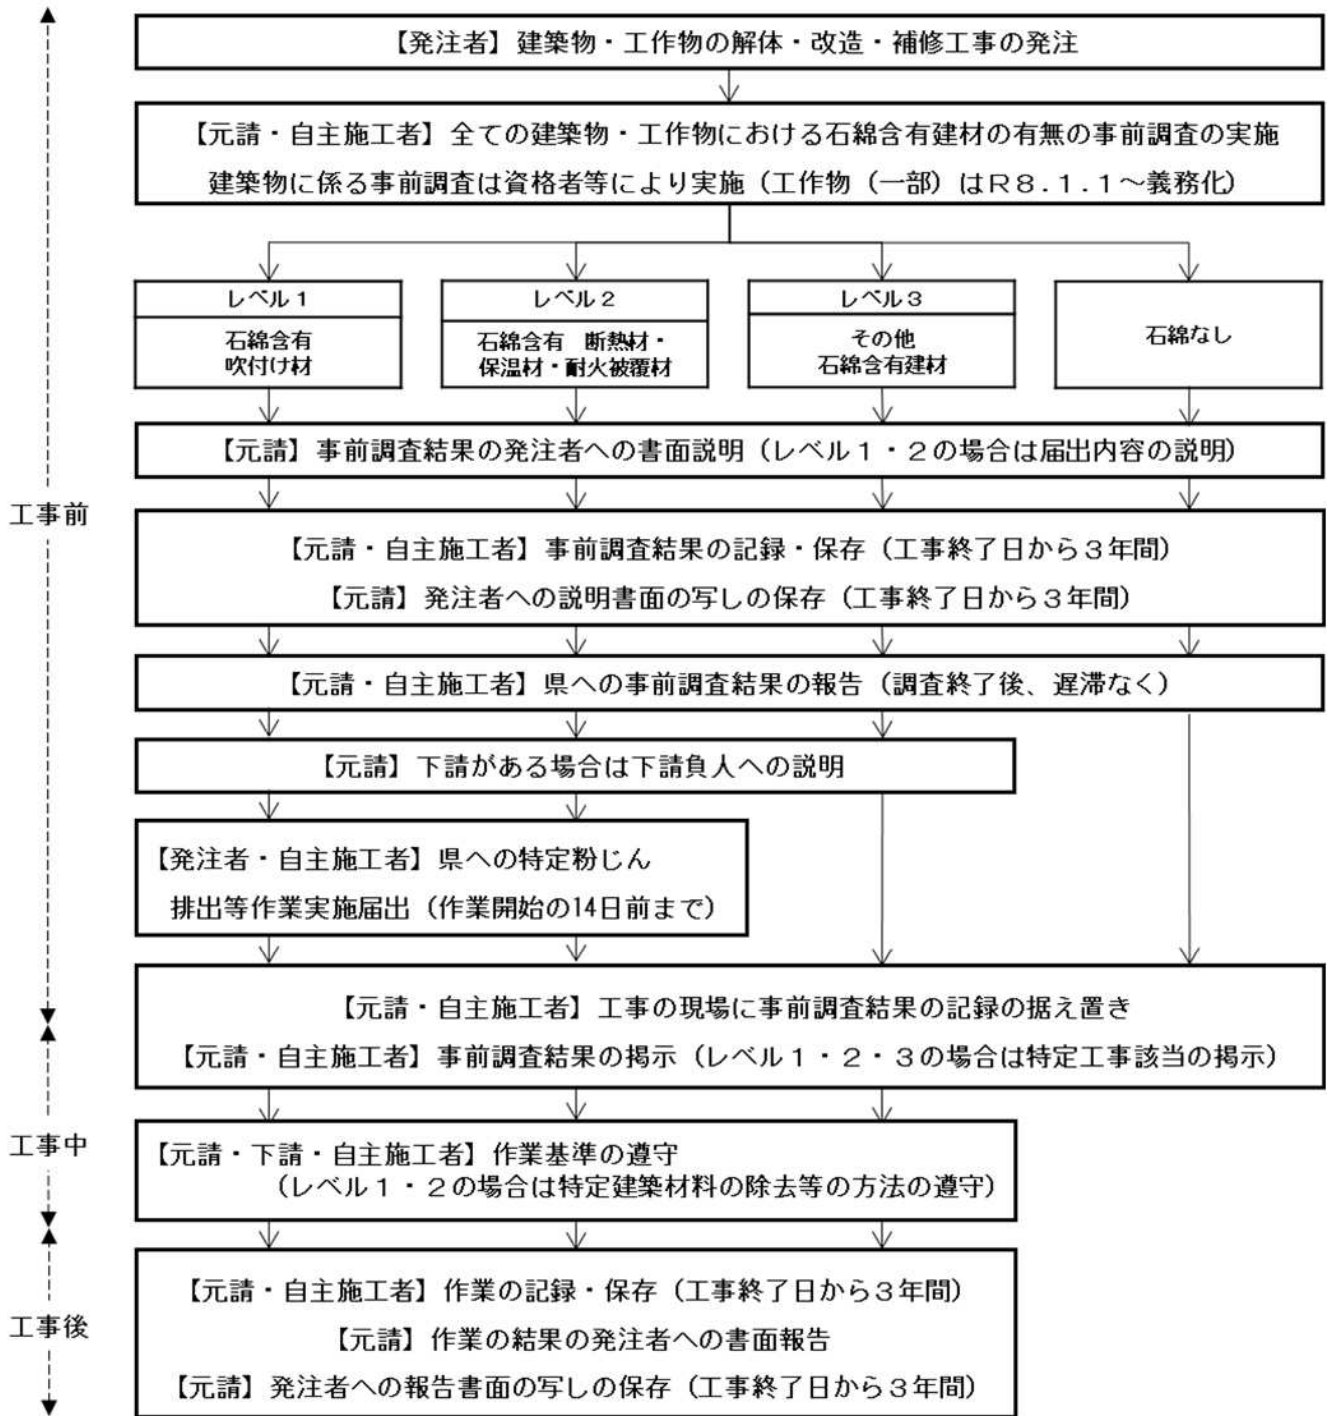 【発注者】建築物・工作物の解体・改造・補修工事の発注
【元請・自主施工者】全ての建築物・工作物における石綿含有建材の有無の事前調査の実施
建築物に係る事前調査は資格者等により実施（工作物（一部）はＲ８.１.１～義務化）
レベル１
石綿含有
吹付け材
レベル２
石綿含有　断熱材・
保温材・耐火被覆材
レベル３
その他
石綿含有建材
石綿なし
【元請】事前調査結果の発注者への書面説明（レベル１・２の場合は届出内容の説明）
工事前
【元請・自主施工者】事前調査結果の記録・保存（工事終了日から３年間）
【元請】発注者への説明書面の写しの保存（工事終了日から３年間）
【元請・自主施工者】県への事前調査結果の報告（調査終了後、遅滞なく）
【元請】下請がある場合は下請負人への説明
【発注者・自主施工者】県への特定粉じん
排出等作業実施届出（作業開始の14日前まで）
【元請・自主施工者】工事の現場に事前調査結果の記録の据え置き
【元請・自主施工者】事前調査結果の掲示（レベル１・２・３の場合は特定工事該当の掲示）
工事中
【元請・下請・自主施工者】作業基準の遵守
（レベル１・２の場合は特定建築材料の除去等の方法の遵守）
工事後
【元請・自主施工者】作業の記録・保存（工事終了日から３年間）
【元請】作業の結果の発注者への書面報告
【元請】発注者への報告書面の写しの保存（工事終了日から３年間）